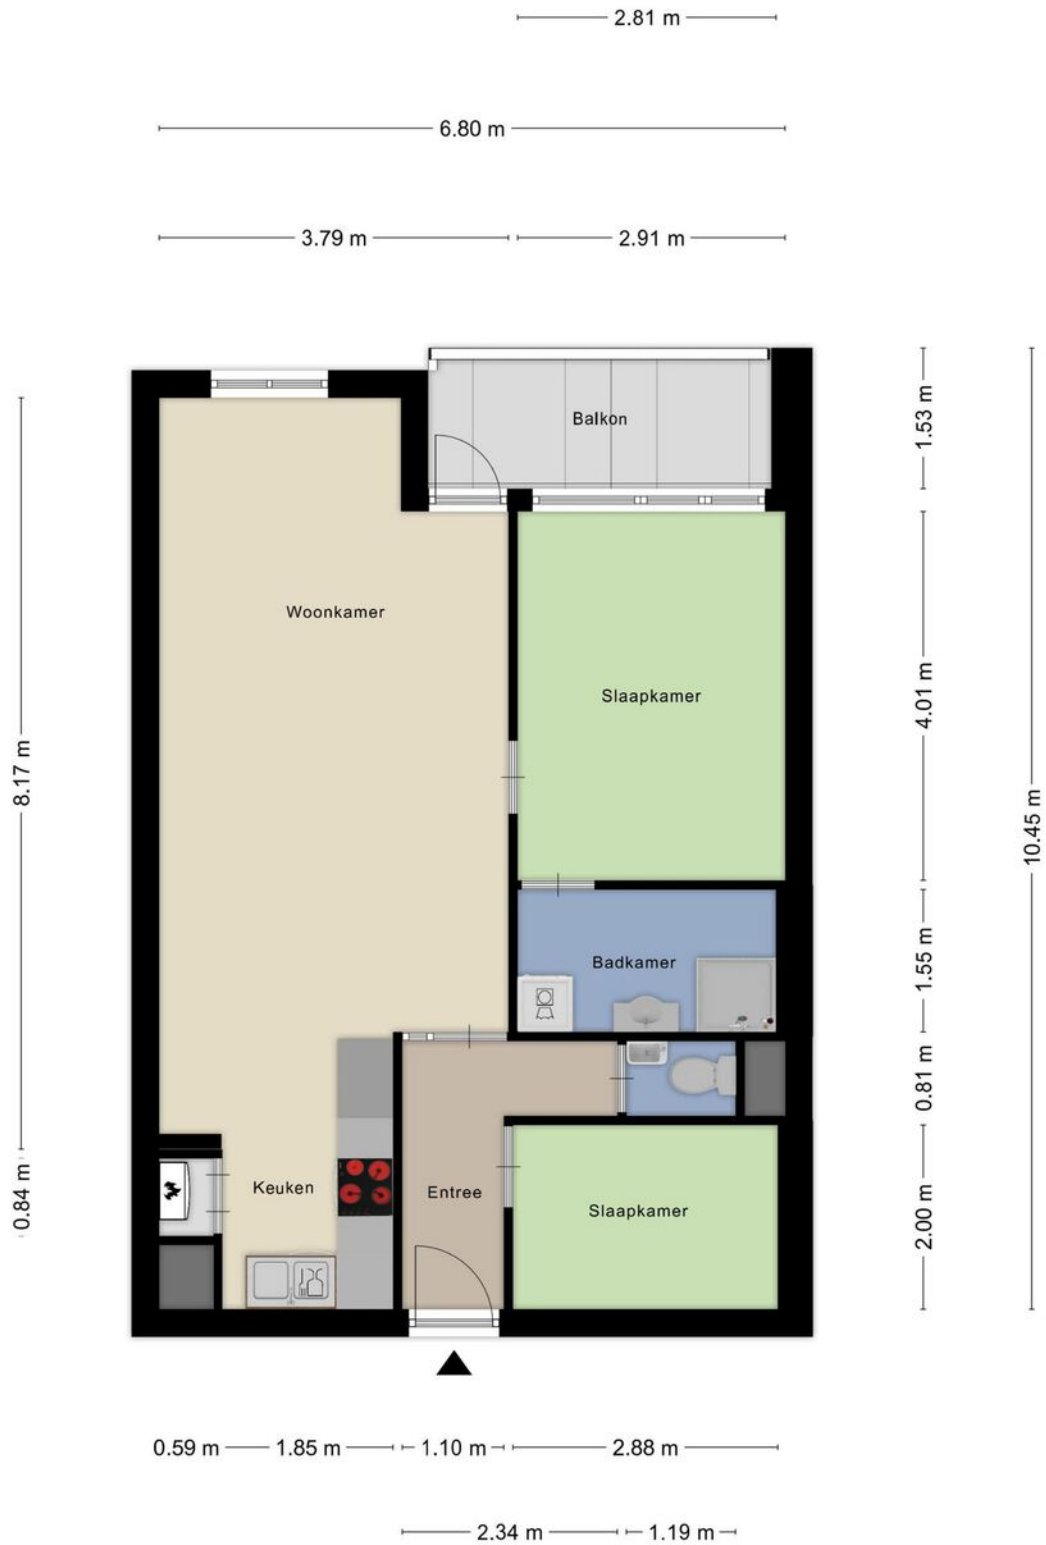 2.81 m
6.80 m
3.79 m
2.91 m
Balkon
1.53 m
Woonkamer
Slaapkamer
4.01 m
8.17 m
10.45 m
Badkamer
1.55 m
0.81 m
Keuken
Entree
Slaapkamer
0.84 m
2.00 m
0.59 m
1.85 m
1.10 m
2.88 m
2.34 m
1.19 m